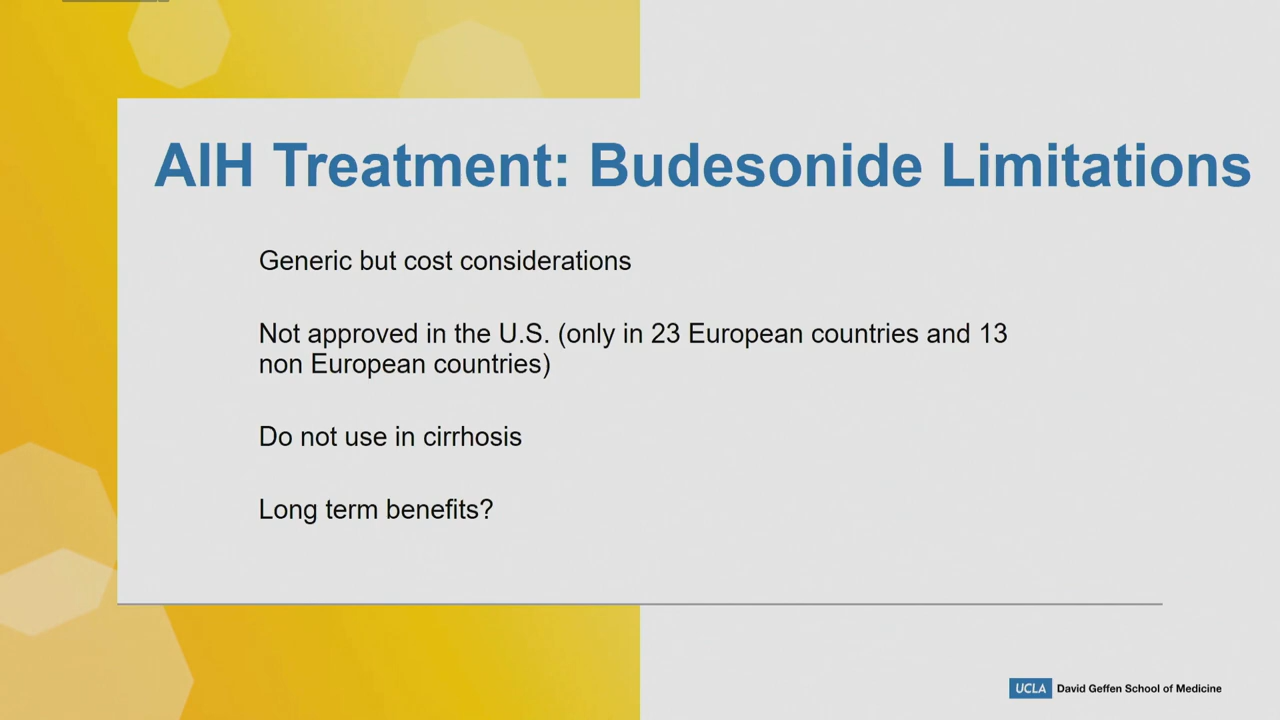 AIH Treatment: Budesonide Limitations
Generic but cost considerations
Not approved in the U.S. (only in 23 European countries and 13
non European countries)
Do not use in cirrhosis
Long term benefits?
UCLA David Geffen School of Medicine